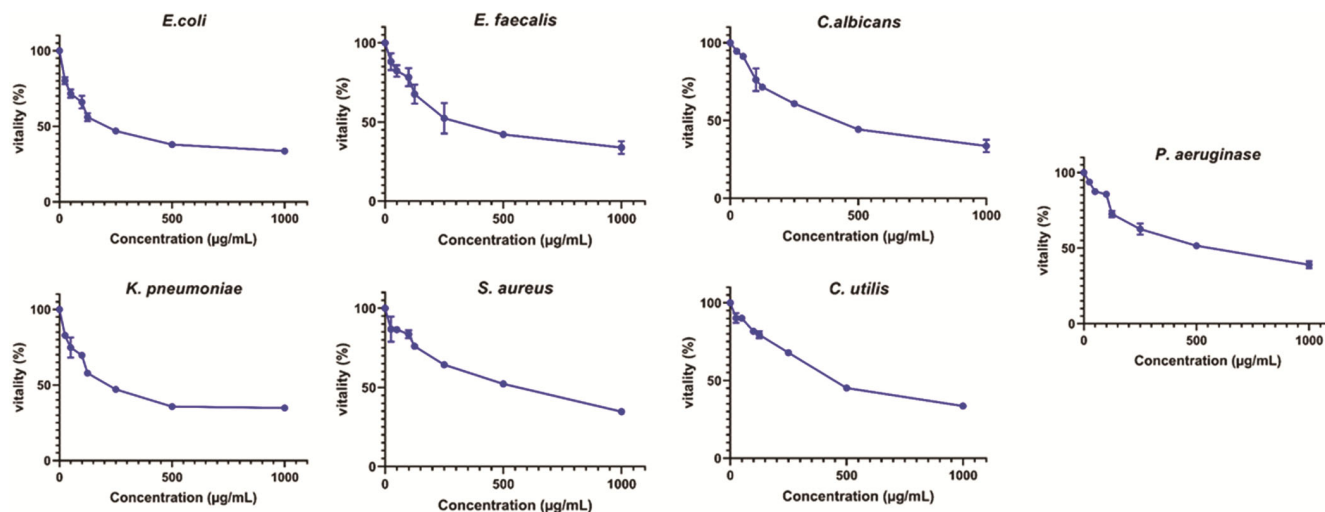 E.coli
100
50
0
vitality (%)
0 500 1000
Concentration (µg/mL)
E. faecalis
100
50
0
vitality (%)
0 500 1000
Concentration (µg/mL)
C.albicans
100
50
0
vitality (%)
0 500 1000
Concentration (µg/mL)
P. aeruginase
100
50
0
vitality (%)
0 500 1000
Concentration (µg/mL)
K. pneumoniae
100
50
0
vitality (%)
0 500 1000
Concentration (µg/mL)
S. aureus
100
50
0
vitality (%)
0 500 1000
Concentration (µg/mL)
C. utilis
100
50
0
vitality (%)
0 500 1000
Concentration (µg/mL)